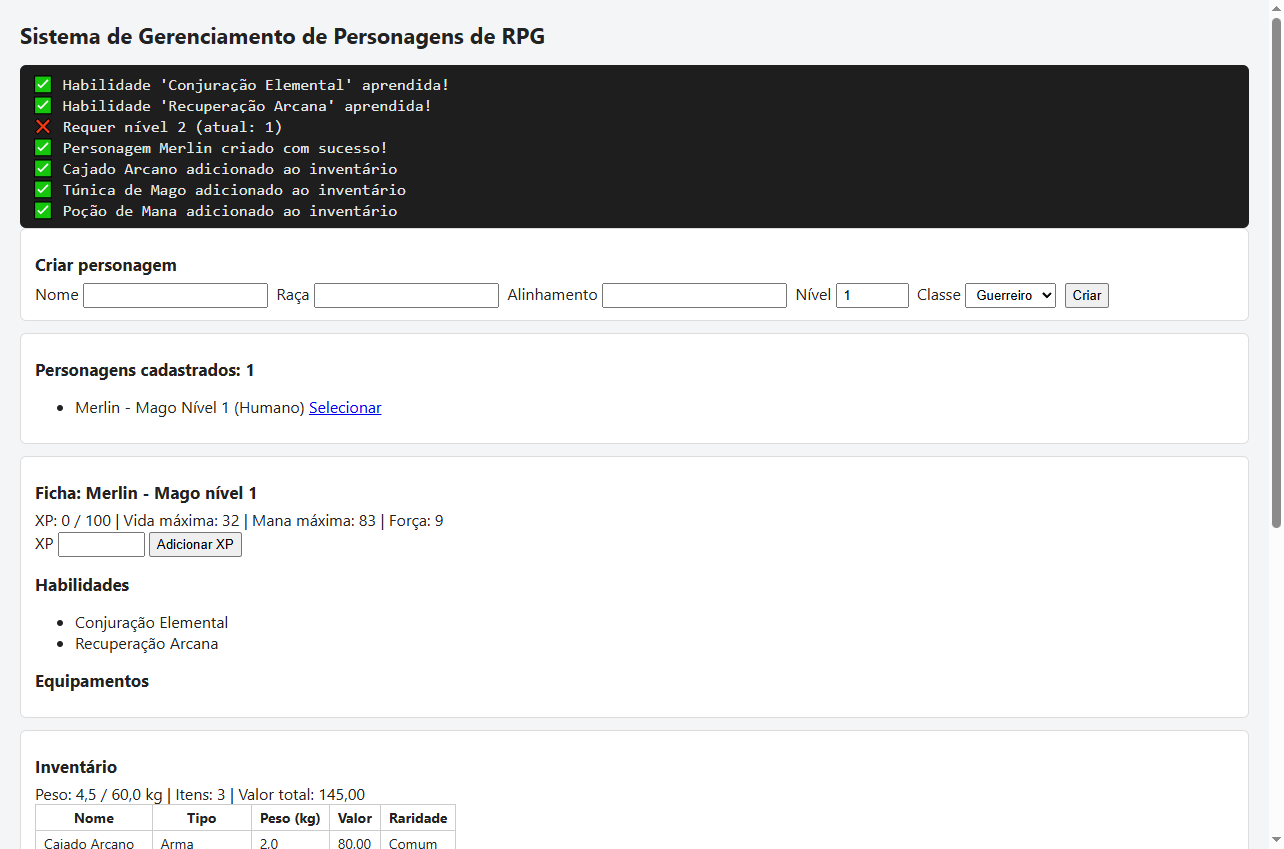 Sistema de Gerenciamento de Personagens de RPG
✅ Habilidade 'Conjuração Elemental' aprendida!
✅ Habilidade 'Recuperação Arcana' aprendida!
❌ Requer nível 2 (atual: 1)
✅ Personagem Merlin criado com sucesso!
✅ Cajado Arcano adicionado ao inventário
✅ Túnica de Mago adicionado ao inventário
✅ Poção de Mana adicionado ao inventário
Criar personagem
Nome Raça Alinhamento Nível 1 Classe Guerreiro Criar
Personagens cadastrados: 1
• Merlin - Mago Nível 1 (Humano) Selecionar
Ficha: Merlin - Mago nível 1
XP: 0 / 100 | Vida máxima: 32 | Mana máxima: 83 | Força: 9
XP Adicionar XP
Habilidades
• Conjuração Elemental
• Recuperação Arcana
Equipamentos
Inventário
Peso: 4,5 / 60,0 kg | Itens: 3 | Valor total: 145,00
Nome Tipo Peso (kg) Valor Raridade
Cajado Arcano Arma 2,0 80,00 Comum